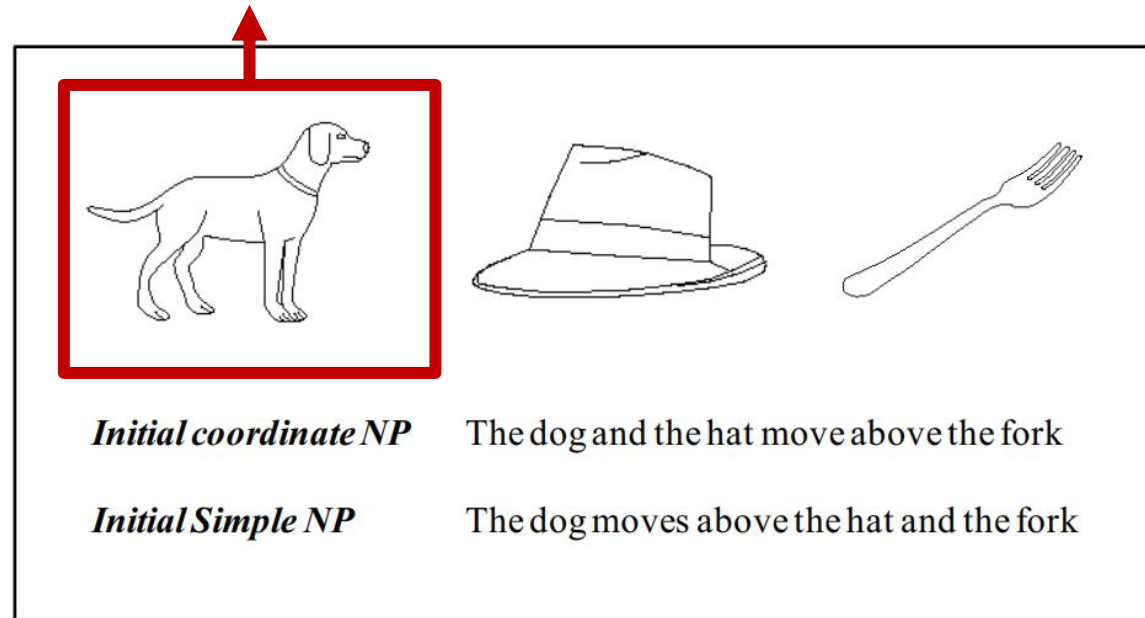 Initial coordinate NP The dog and the hat move above the fork
Initial Simple NP The dog moves above the hat and the fork